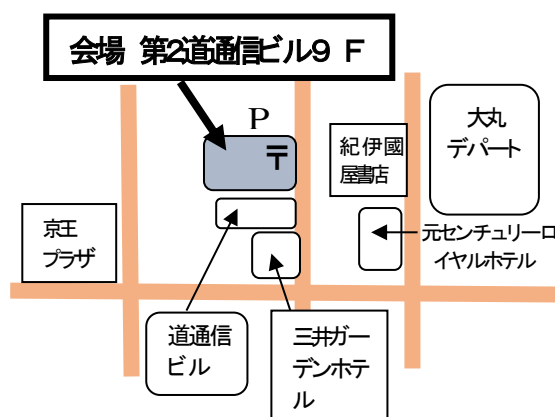 会場 第2道通信ビル9 F
P
〒
紀伊國
屋書店
大丸
デパート
京王
プラザ
元センチュリーロ
イヤルホテル
道通信
ビル
三井ガー
デンホテ
ル